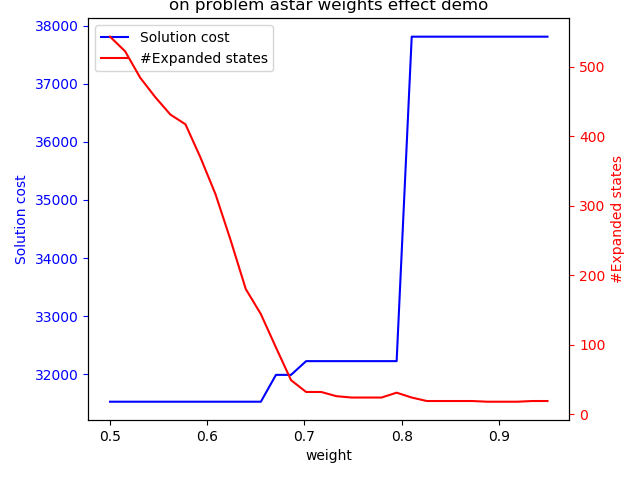 on problem astar weights effect demo
Solution cost
#Expanded states
38000
37000
36000
35000
34000
33000
32000
Solution cost
500
400
300
200
100
0
#Expanded states
0.5 0.6 0.7 0.8 0.9
weight